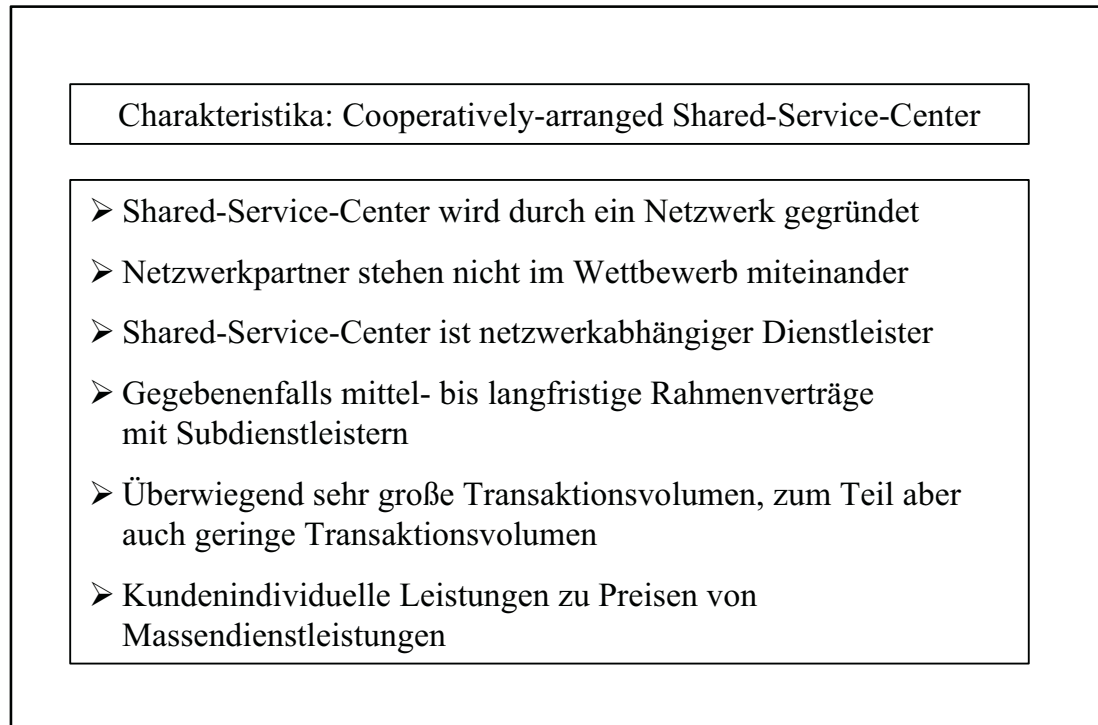 Charakteristika: Cooperatively-arranged Shared-Service-Center
➢ Shared-Service-Center wird durch ein Netzwerk gegründet
➢ Netzwerkpartner stehen nicht im Wettbewerb miteinander
➢ Shared-Service-Center ist netzwerkabhängiger Dienstleister
➢ Gegebenenfalls mittel- bis langfristige Rahmenverträge
mit Subdienstleistern
➢ Überwiegend sehr große Transaktionsvolumen, zum Teil aber
auch geringe Transaktionsvolumen
➢ Kundenindividuelle Leistungen zu Preisen von
Massendienstleistungen